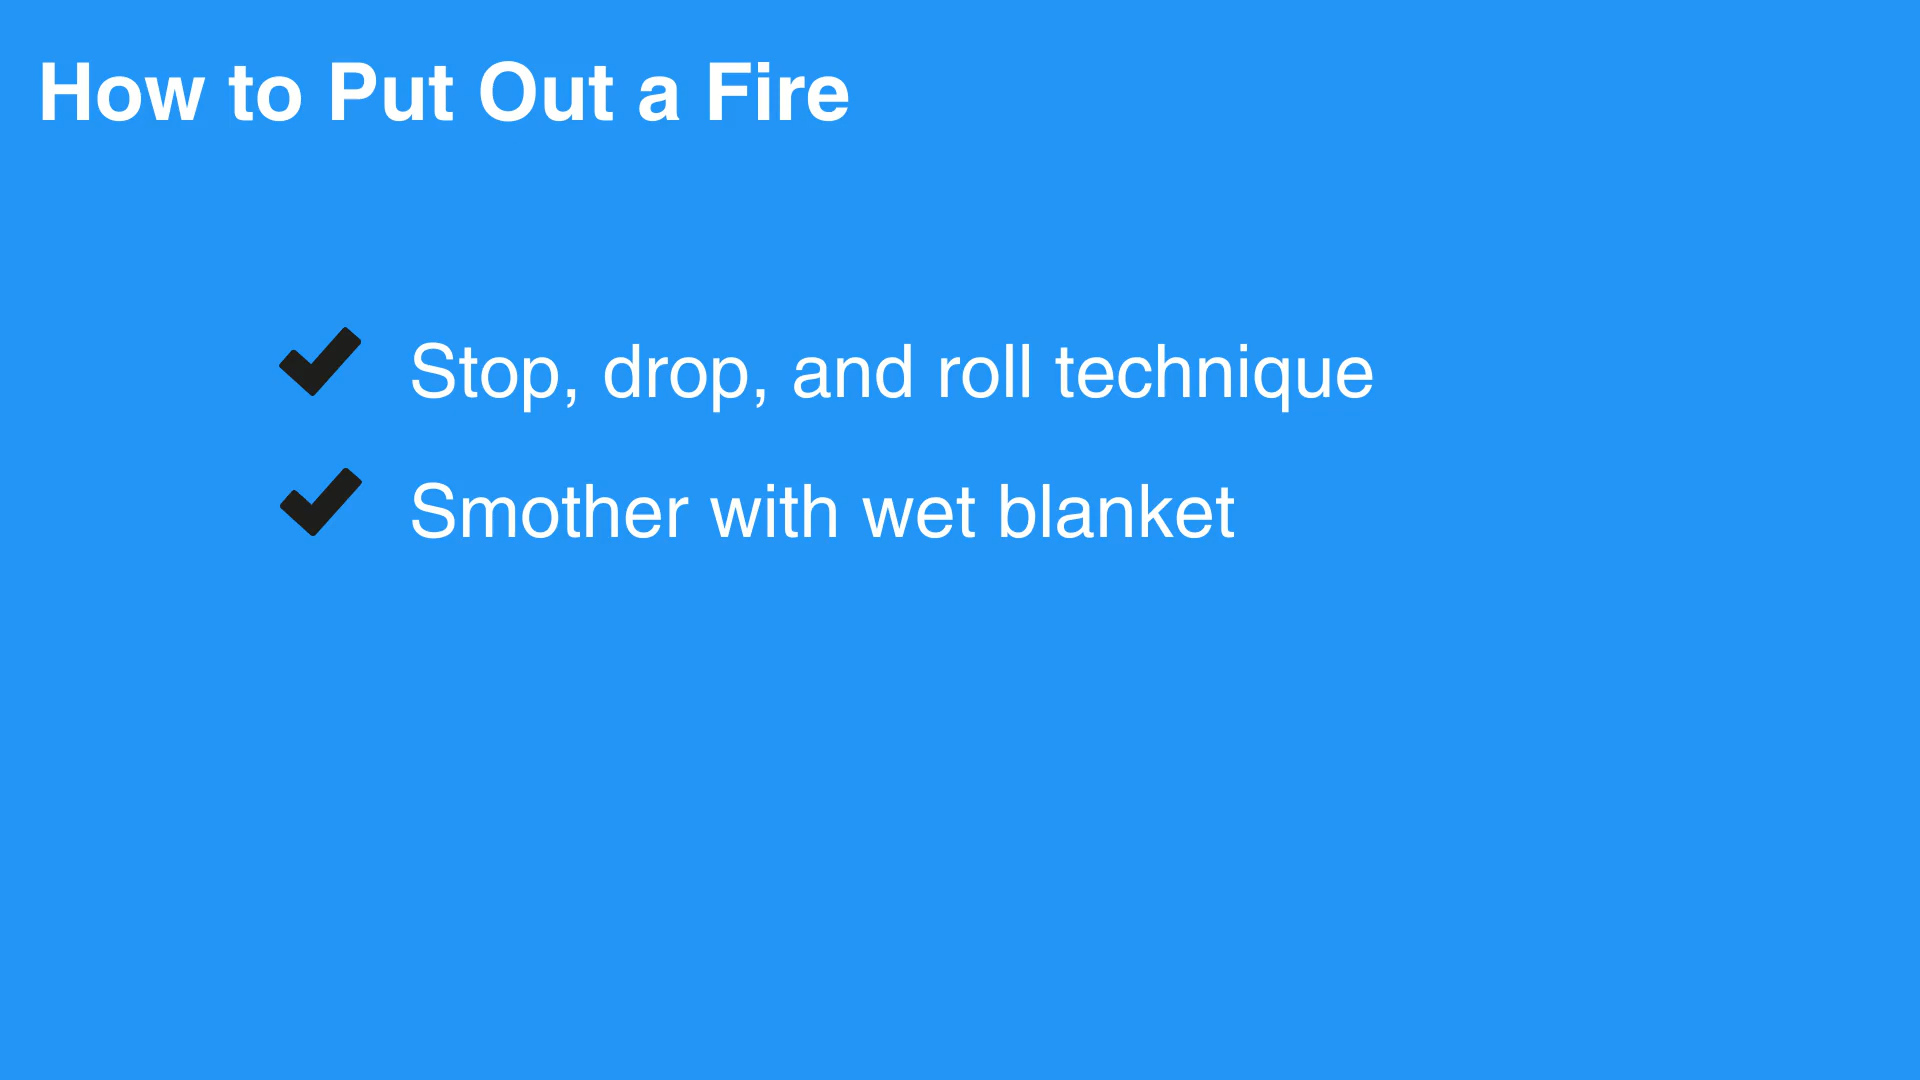 How to Put Out a Fire
Stop, drop, and roll technique
Smother with wet blanket